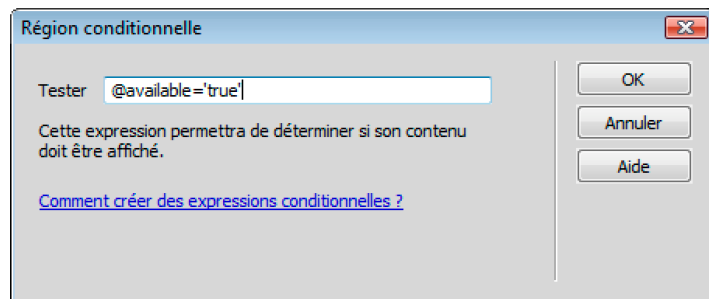 Région conditionnelle
Tester @available='true'
Cette expression permettra de déterminer si son contenu
doit être affiché.
Comment créer des expressions conditionnelles ?
OK
Annuler
Aide